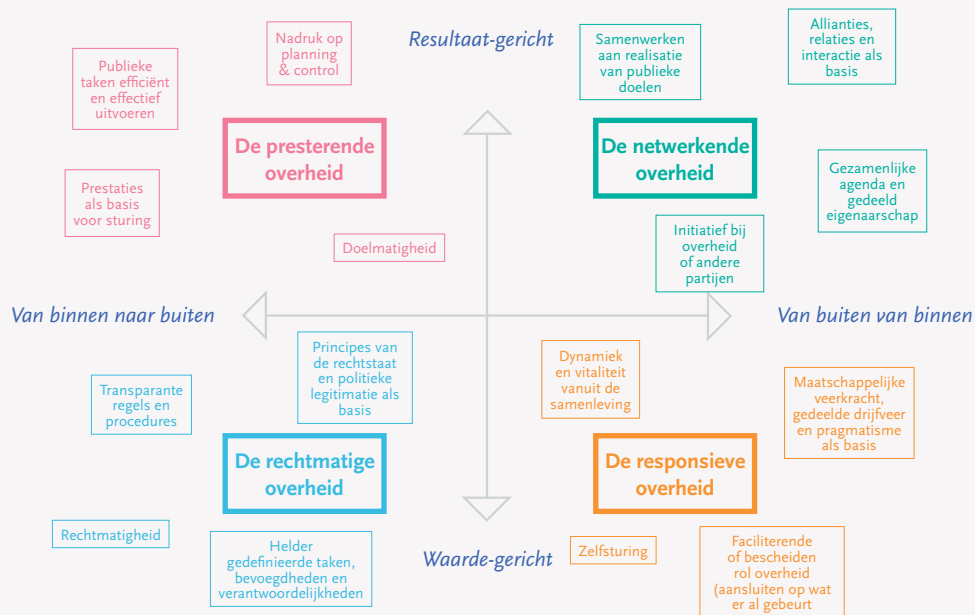 Nadruk op
planning
& control
Resultaat-gericht
Samenwerken
aan realisatie
van publieke
doelen
Allianties,
relaties en
interactie als
basis
Publieke
taken efficiënt
en effectief
uitvoeren
De presterende
overheid
De netwerkende
overheid
Prestaties
als basis
voor sturing
Gezamenlijke
agenda en
gedeeld
eigenaarschap
Doelmatigheid
Initiatief bij
overheid
of andere
partijen
Van binnen naar buiten
Van buiten van binnen
Principes van
de rechtstaat
en politieke
legitimatie als
basis
Dynamiek
en vitaliteit
vanuit de
samenleving
Transparante
regels en
procedures
Maatschappelijke
veerkracht,
gedeelde drijfveer
en pragmatisme
als basis
De rechtmatige
overheid
De responsieve
overheid
Rechtmatigheid
Helder
gedefinieerde taken,
bevoegdheden en
verantwoordelijkheden
Waarde-gericht
Zelfsturing
Faciliterende
of bescheiden
rol overheid
(aansluiten op wat
er al gebeurt